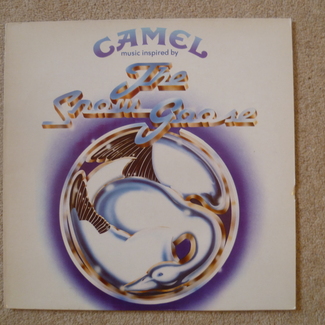 CAMEL
music inspired by
The
Snow Goose